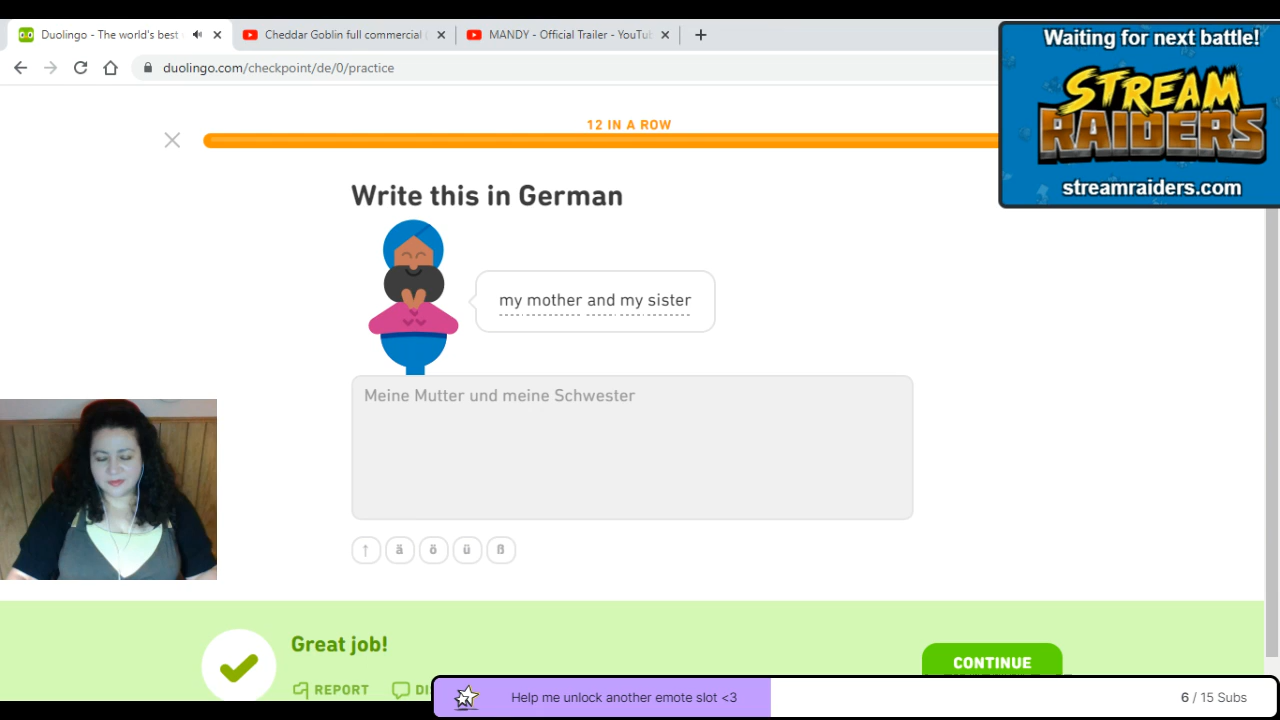 Duolingo - The world's best
Cheddar Goblin full commercial
MANDY - Official Trailer - YouTub
duolingo.com/checkpoint/de/0/practice
Waiting for next battle!
STREAM
RAIDERS
streamraiders.com
12 IN A ROW
Write this in German
my mother and my sister
Meine Mutter und meine Schwester
↑ ä ö ü ß
Great job!
CONTINUE
REPORT
Help me unlock another emote slot <3
6 / 15 Subs